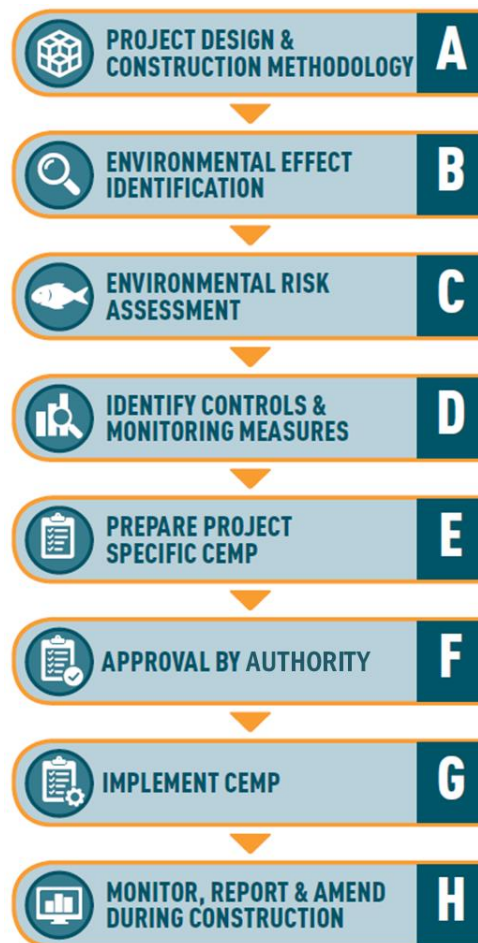 PROJECT DESIGN &
CONSTRUCTION METHODOLOGY
A
ENVIRONMENTAL EFFECT
IDENTIFICATION
B
ENVIRONMENTAL RISK
ASSESSMENT
C
IDENTIFY CONTROLS &
MONITORING MEASURES
D
PREPARE PROJECT
SPECIFIC CEMP
E
APPROVAL BY AUTHORITY
F
IMPLEMENT CEMP
G
MONITOR, REPORT & AMEND
DURING CONSTRUCTION
H